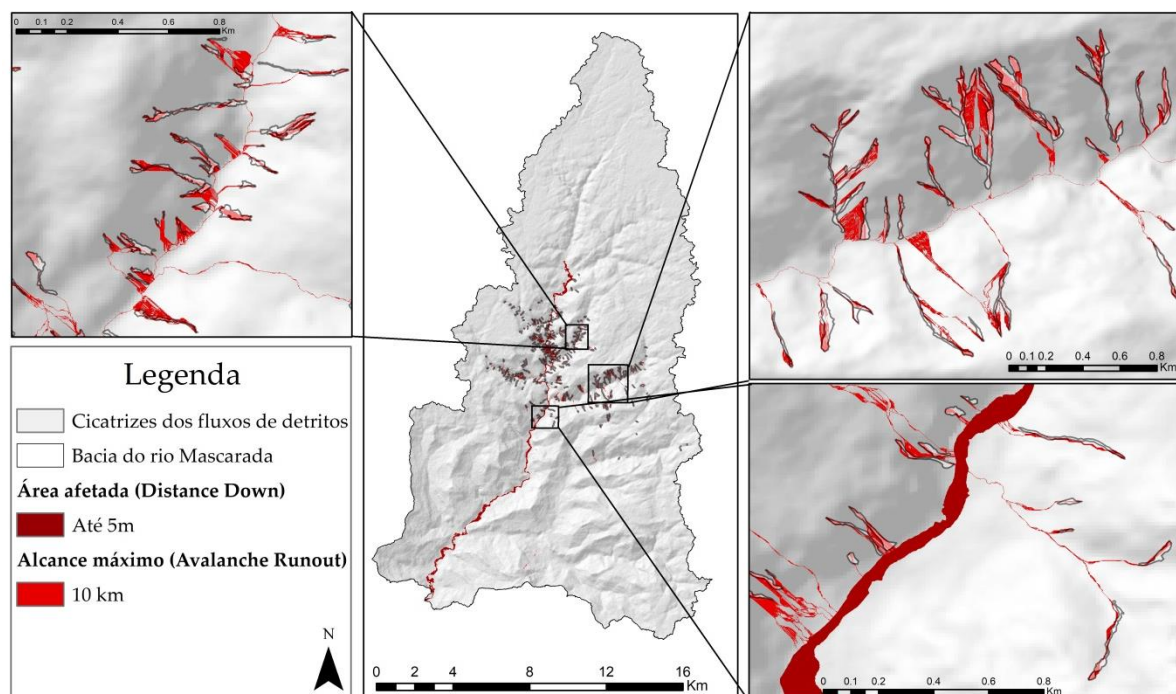 0 0.1 0.2 0.4 0.6 0.8
Km
Legenda
Cicatrizes dos fluxos de detritos
Bacia do rio Mascarada
Área afetada (Distance Down)
Até 5m
Alcance máximo (Avalanche Runout)
10 km
N
0 2 4 8 12 16
Km
0 0.1 0.2 0.4 0.6 0.8
Km
0 0.1 0.2 0.4 0.6 0.8
Km